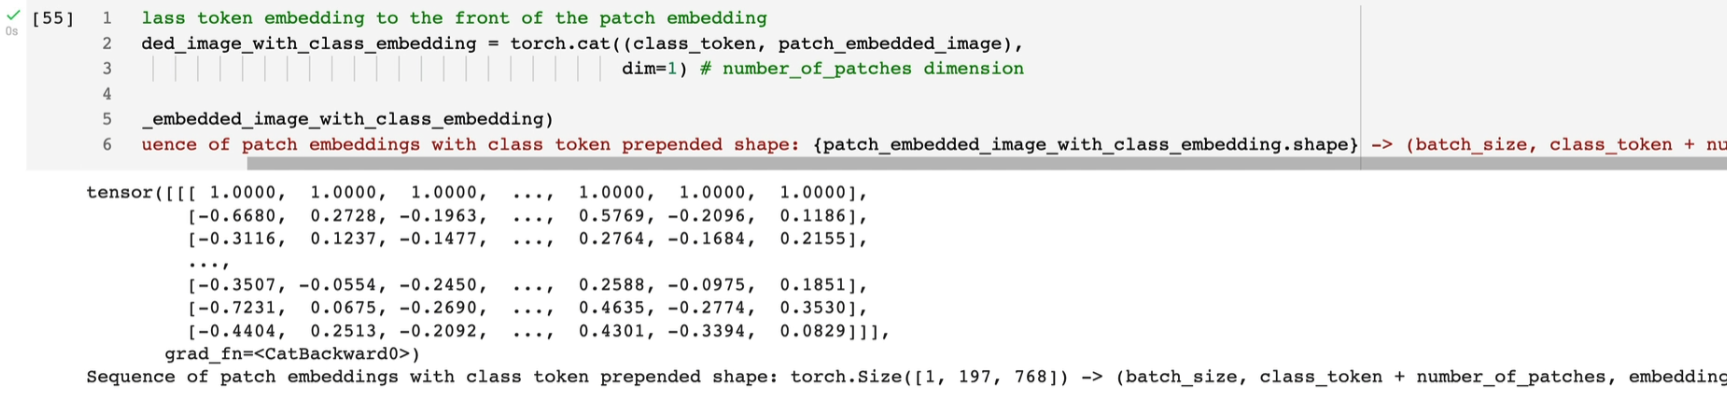 [55] 1 lass token embedding to the front of the patch embedding
0s
2 ded_image_with_class_embedding = torch.cat((class_token, patch_embedded_image),
3 dim=1) # number_of_patches dimension
4
5 _embedded_image_with_class_embedding)
6 uence of patch embeddings with class token prepended shape: {patch_embedded_image_with_class_embedding.shape} -> (batch_size, class_token + nu
tensor([[[ 1.0000, 1.0000, 1.0000, ..., 1.0000, 1.0000, 1.0000],
[-0.6680, 0.2728, -0.1963, ..., 0.5769, -0.2096, 0.1186],
[-0.3116, 0.1237, -0.1477, ..., 0.2764, -0.1684, 0.2155],
...,
[-0.3507, -0.0554, -0.2450, ..., 0.2588, -0.0975, 0.1851],
[-0.7231, 0.0675, -0.2690, ..., 0.4635, -0.2774, 0.3530],
[-0.4404, 0.2513, -0.2092, ..., 0.4301, -0.3394, 0.0829]]],
grad_fn=<CatBackward0>)
Sequence of patch embeddings with class token prepended shape: torch.Size([1, 197, 768]) -> (batch_size, class_token + number_of_patches, embedding